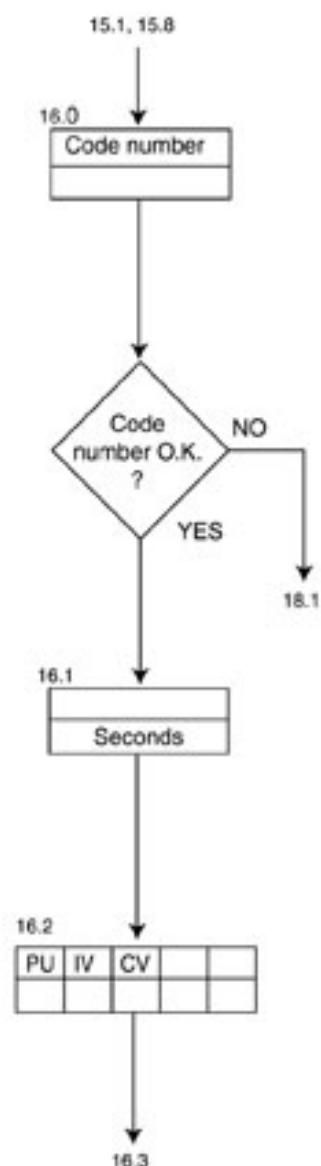 15.1, 15.8
16.0
Code number
Code
number O.K.
?
NO
YES
18.1
16.1
Seconds
16.2
PU IV CV
16.3